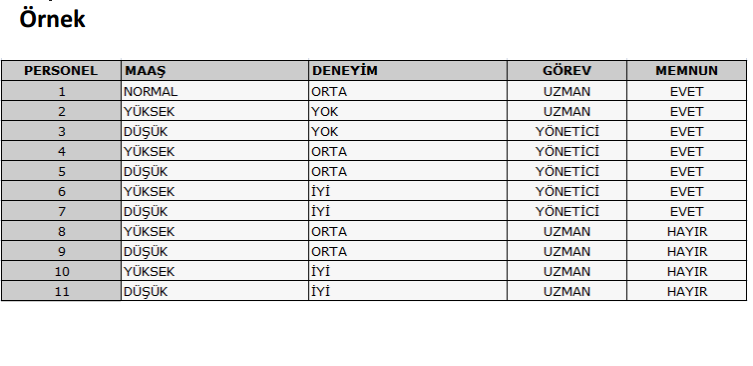 Örnek
PERSONEL MAAŞ DENEYİM GÖREV MEMNUN
1 NORMAL ORTA UZMAN EVET
2 YÜKSEK YOK UZMAN EVET
3 DÜŞÜK YOK YÖNETİCİ EVET
4 YÜKSEK ORTA YÖNETİCİ EVET
5 DÜŞÜK ORTA YÖNETİCİ EVET
6 YÜKSEK İYİ YÖNETİCİ EVET
7 DÜŞÜK İYİ YÖNETİCİ EVET
8 YÜKSEK ORTA UZMAN HAYIR
9 DÜŞÜK ORTA UZMAN HAYIR
10 YÜKSEK İYİ UZMAN HAYIR
11 DÜŞÜK İYİ UZMAN HAYIR